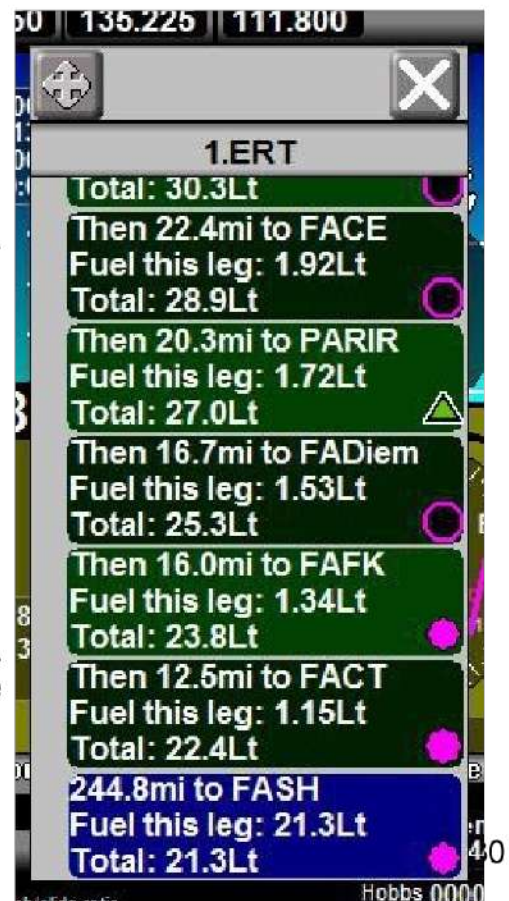 135.225 111.800
1.ERT
Total: 30.3Lt
Then 22.4mi to FACE
Fuel this leg: 1.92Lt
Total: 28.9Lt
Then 20.3mi to PARIR
Fuel this leg: 1.72Lt
Total: 27.0Lt
Then 16.7mi to FADiem
Fuel this leg: 1.53Lt
Total: 25.3Lt
Then 16.0mi to FAFK
Fuel this leg: 1.34Lt
Total: 23.8Lt
Then 12.5mi to FACT
Fuel this leg: 1.15Lt
Total: 22.4Lt
244.8mi to FASH
Fuel this leg: 21.3Lt
Total: 21.3Lt
Hobbs